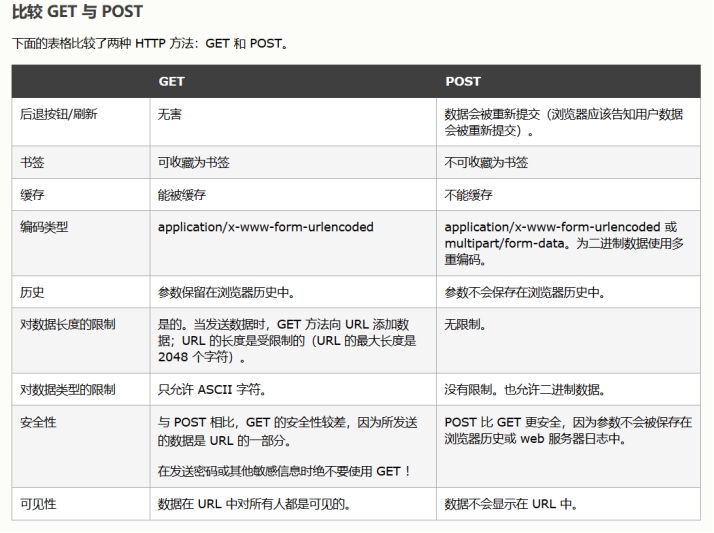 比较 GET 与 POST
下面的表格比较了两种 HTTP 方法：GET 和 POST。
GET POST
后退按钮/刷新 无害 数据会被重新提交（浏览器应该告知用户数据
会被重新提交）。
书签 可收藏为书签 不可收藏为书签
缓存 能被缓存 不能缓存
编码类型 application/x-www-form-urlencoded application/x-www-form-urlencoded 或
multipart/form-data。为二进制数据使用多
重编码。
历史 参数保留在浏览器历史中。 参数不会保存在浏览器历史中。
对数据长度的限制 是的。当发送数据时，GET 方法向 URL 添加数 无限制。
据；URL 的长度是受限制的（URL 的最大长度是
2048 个字符）。
对数据类型的限制 只允许 ASCII 字符。 没有限制。也允许二进制数据。
安全性 与 POST 相比，GET 的安全性较差，因为所发送 POST 比 GET 更安全，因为参数不会被保存在
的数据是 URL 的一部分。 浏览器历史或 web 服务器日志中。
在发送密码或其他敏感信息时绝不要使用 GET ！
可见性 数据在 URL 中对所有人都是可见的。 数据不会显示在 URL 中。